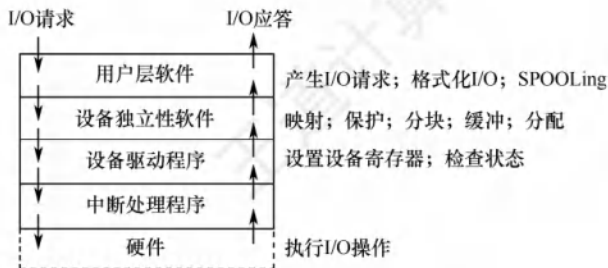 I/O请求 I/O应答
用户层软件 产生I/O请求；格式化I/O；SPOOLing
设备独立性软件 映射；保护；分块；缓冲；分配
设备驱动程序 设置设备寄存器；检查状态
中断处理程序
硬件 执行I/O操作